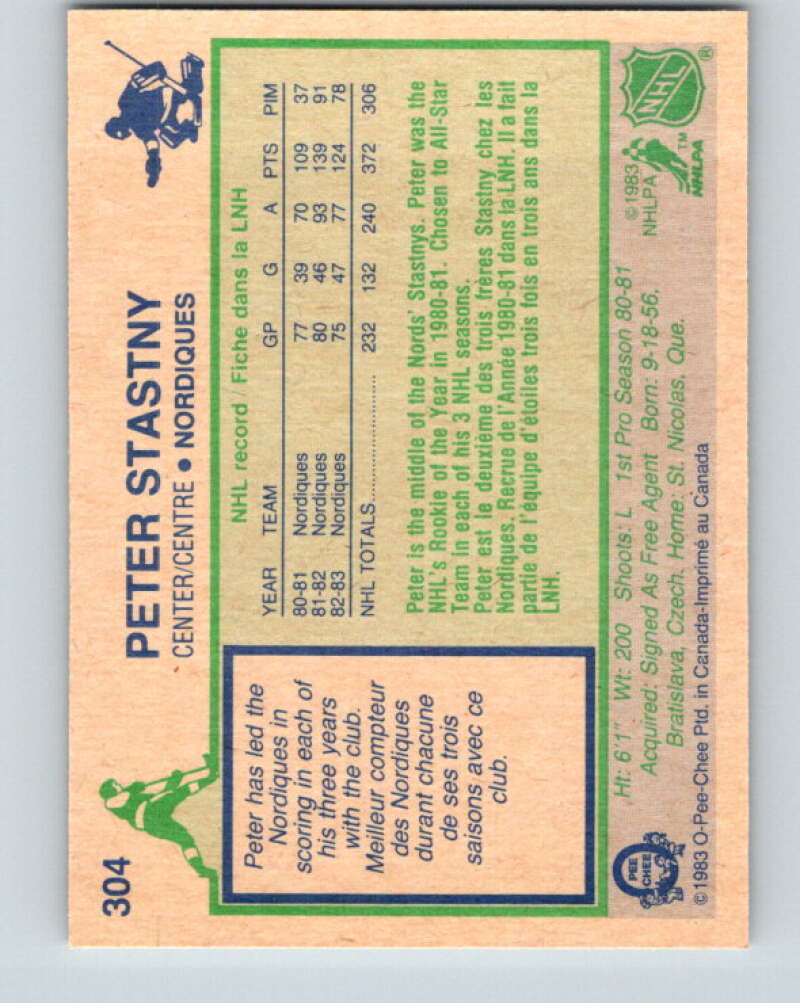 304
PETER STASTNY
CENTER/CENTRE • NORDIQUES
Peter has led the
Nordiques in
scoring in each of
his three years
with the club.
Meilleur compteur
des Nordiques
durant chacune
de ses trois
saisons avec ce
club.
NHL record / Fiche dans la LNH
YEAR TEAM GP G A PTS PIM
80-81 Nordiques 77 39 70 109 37
81-82 Nordiques 80 46 93 139 91
82-83 Nordiques 75 47 77 124 78
NHL TOTALS.................... 232 132 240 372 306
Peter is the middle of the Nords' Stastnys. Peter was the
NHL's Rookie of the Year in 1980-81. Chosen to All-Star
Team in each of his 3 NHL seasons.
Peter est le deuxième des trois frères Stastny chez les
Nordiques. Recrue de l'Année 1980-81 dans la LNH. Il a fait
partie de l'équipe d'étoiles trois fois en trois ans dans la
LNH.
Ht: 6'1" Wt: 200 Shoots: L 1st Pro Season 80-81
Acquired: Signed As Free Agent Born: 9-18-56,
Bratislava, Czech. Home: St. Nicolas, Que.
O PEE CHEE
©1983 O-Pee-Chee Ptd. in Canada-Imprimé au Canada
©1983
NHLPA
NHLPA TM
NHL ®